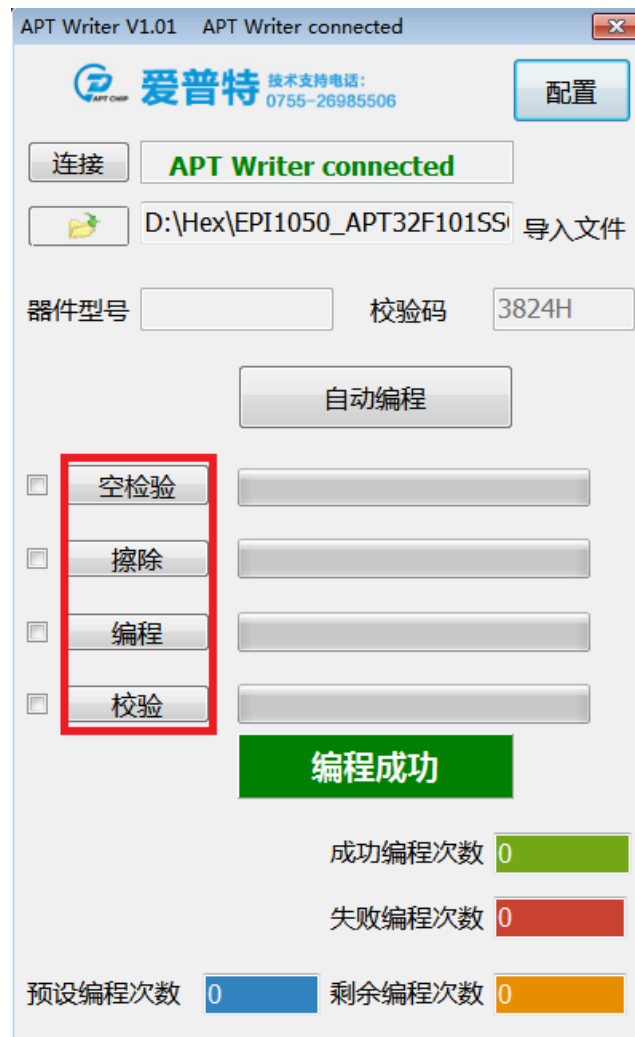 APT Writer V1.01 APT Writer connected
APT CHIP 爱普特 技术支持电话:
0755-26985506
配置
连接 APT Writer connected
D:\Hex\EPI1050_APT32F101SS 导入文件
器件型号 校验码 3824H
自动编程
空检验
擦除
编程
校验
编程成功
成功编程次数 0
失败编程次数 0
预设编程次数 0 剩余编程次数 0